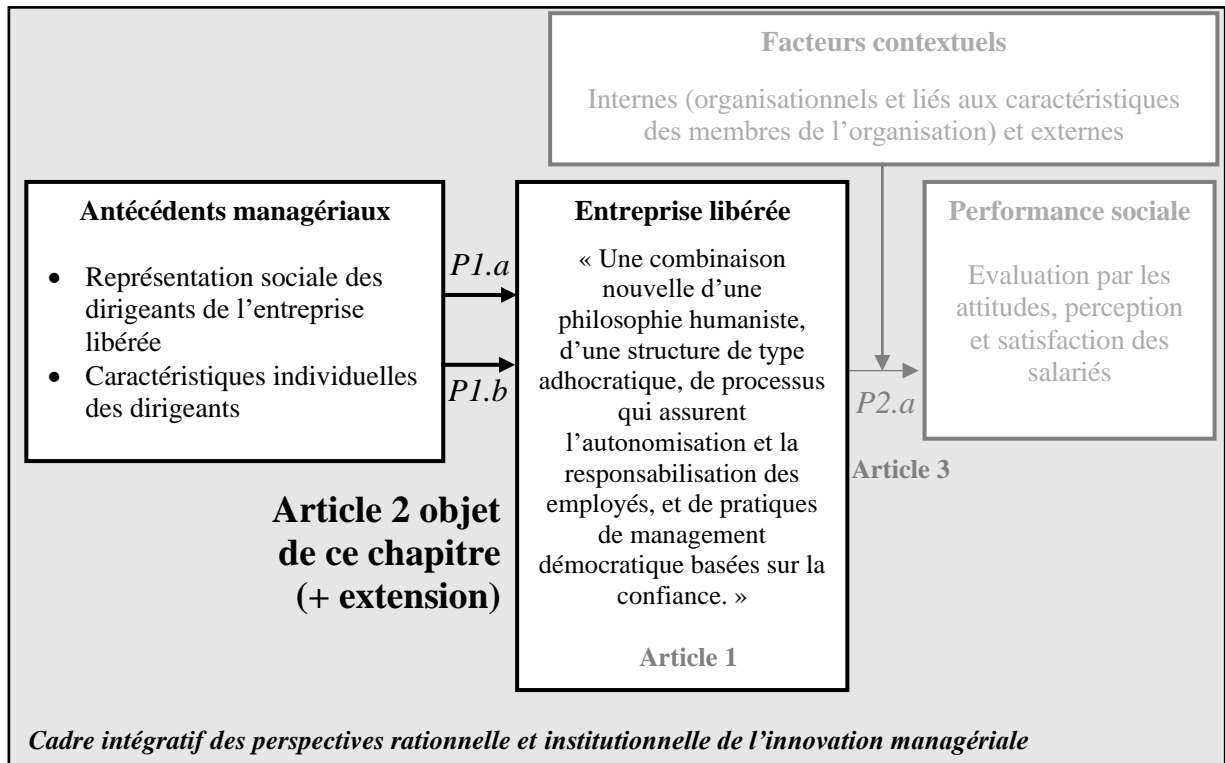 Facteurs contextuels
Internes (organisationnels et liés aux caractéristiques
des membres de l’organisation) et externes
Antécédents managériaux
• Représentation sociale des
dirigeants de l’entreprise
libérée
• Caractéristiques individuelles
des dirigeants
P1.a
P1.b
Article 2 objet
de ce chapitre
(+ extension)
Entreprise libérée
« Une combinaison
nouvelle d’une
philosophie humaniste,
d’une structure de type
adhocratique, de processus
qui assurent
l’autonomisation et la
responsabilisation des
employés, et de pratiques
de management
démocratique basées sur la
confiance. »
Article 1
P2.a
Article 3
Performance sociale
Evaluation par les
attitudes, perception
et satisfaction des
salariés
Cadre intégratif des perspectives rationnelle et institutionnelle de l’innovation managériale